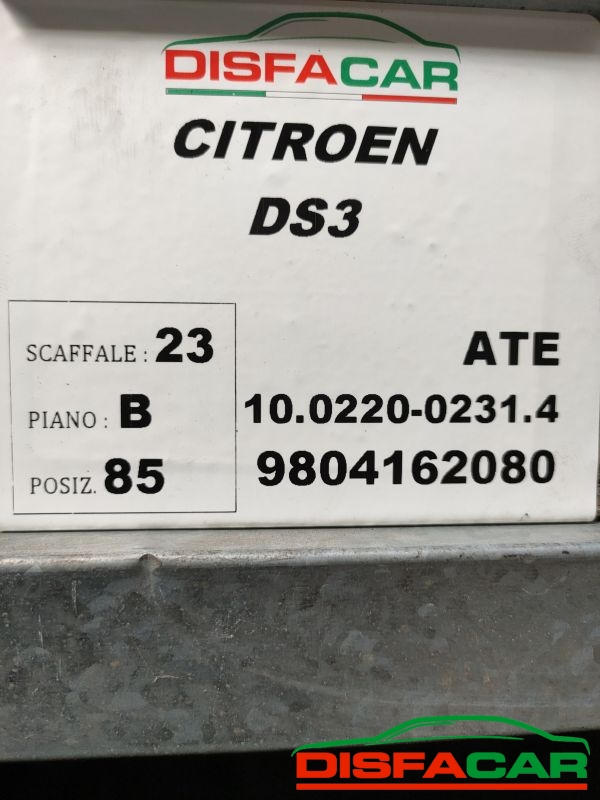 DISFACAR
CITROEN
DS3
SCAFFALE : 23
PIANO : B
POSIZ. 85
ATE
10.0220-0231.4
9804162080
DISFACAR